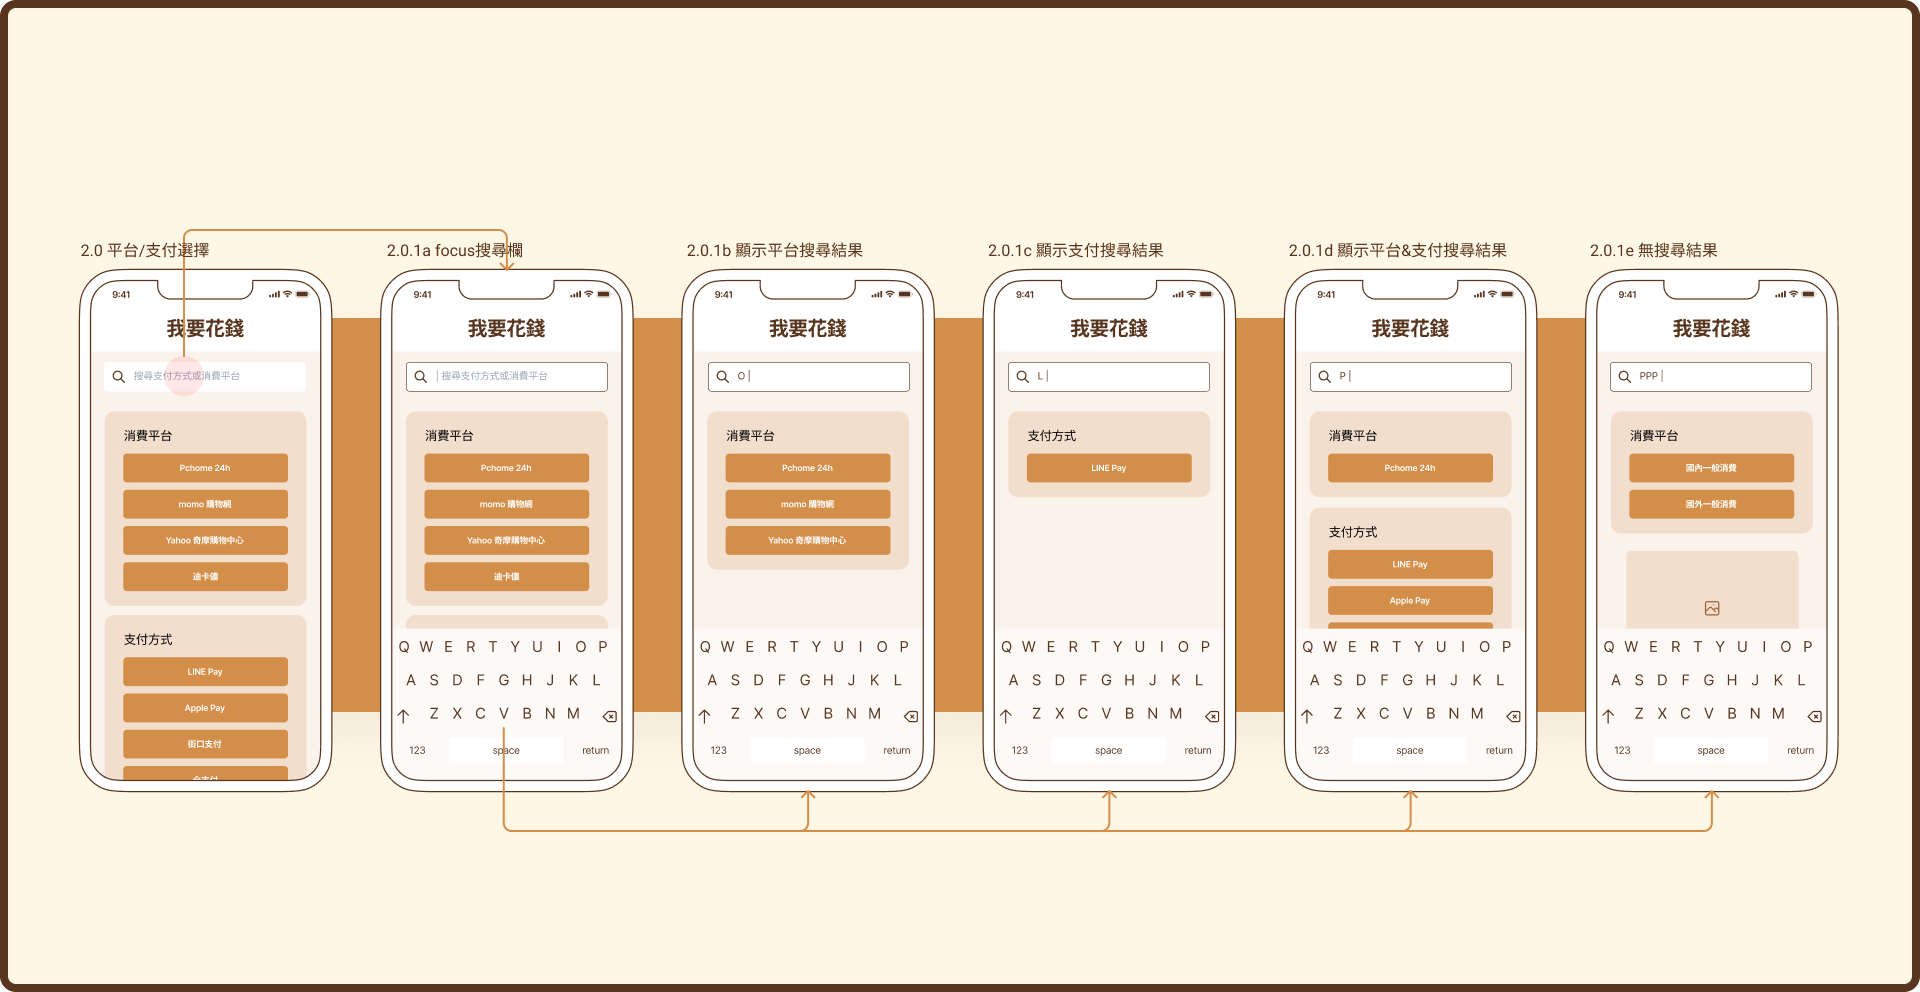 2.0 平台/支付選擇
9:41
我要花錢
搜尋支付方式或消費平台
消費平台
Pchome 24h
momo 購物網
Yahoo 奇摩購物中心
迪卡儂
支付方式
LINE Pay
Apple Pay
街口支付
全支付
2.0.1a focus搜尋欄
9:41
我要花錢
搜尋支付方式或消費平台
消費平台
Pchome 24h
momo 購物網
Yahoo 奇摩購物中心
迪卡儂
Q W E R T Y U I O P
A S D F G H J K L
Z X C V B N M
123 space return
2.0.1b 顯示平台搜尋結果
9:41
我要花錢
O
消費平台
Pchome 24h
momo 購物網
Yahoo 奇摩購物中心
Q W E R T Y U I O P
A S D F G H J K L
Z X C V B N M
123 space return
2.0.1c 顯示支付搜尋結果
9:41
我要花錢
L
支付方式
LINE Pay
Q W E R T Y U I O P
A S D F G H J K L
Z X C V B N M
123 space return
2.0.1d 顯示平台&支付搜尋結果
9:41
我要花錢
P
消費平台
Pchome 24h
支付方式
LINE Pay
Apple Pay
Q W E R T Y U I O P
A S D F G H J K L
Z X C V B N M
123 space return
2.0.1e 無搜尋結果
9:41
我要花錢
PPP
消費平台
國內一般消費
國外一般消費
Q W E R T Y U I O P
A S D F G H J K L
Z X C V B N M
123 space return